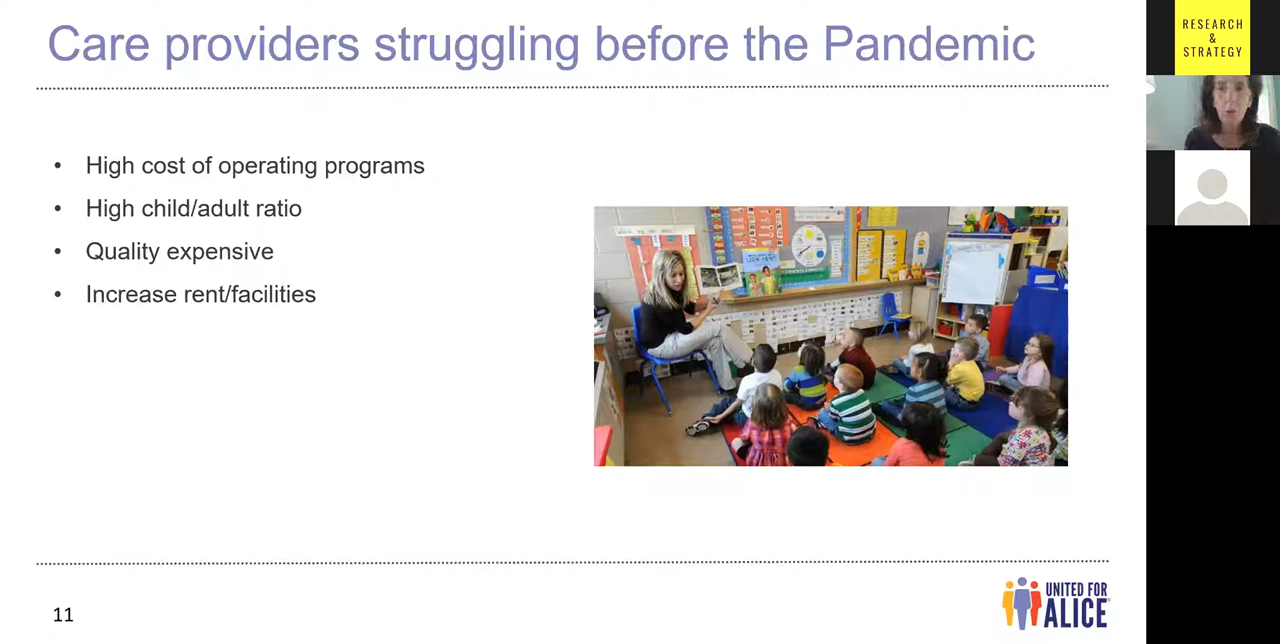 Care providers struggling before the Pandemic
• High cost of operating programs
• High child/adult ratio
• Quality expensive
• Increase rent/facilities
11
UNITED FOR
ALICE
RESEARCH
&
STRATEGY